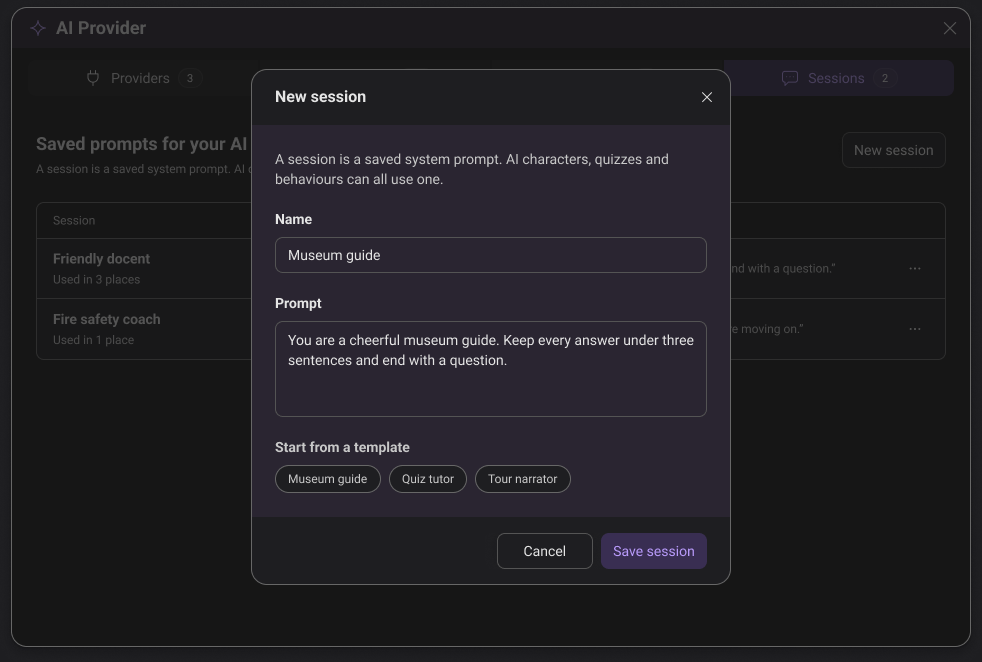 AI Provider
Providers 3
Sessions 2
Saved prompts for your AI
A session is a saved system prompt. AI
New session
Session
Friendly docent
Used in 3 places
nd with a question."
Fire safety coach
Used in 1 place
e moving on."
New session
A session is a saved system prompt. AI characters, quizzes and
behaviours can all use one.
Name
Museum guide
Prompt
You are a cheerful museum guide. Keep every answer under three
sentences and end with a question.
Start from a template
Museum guide
Quiz tutor
Tour narrator
Cancel
Save session